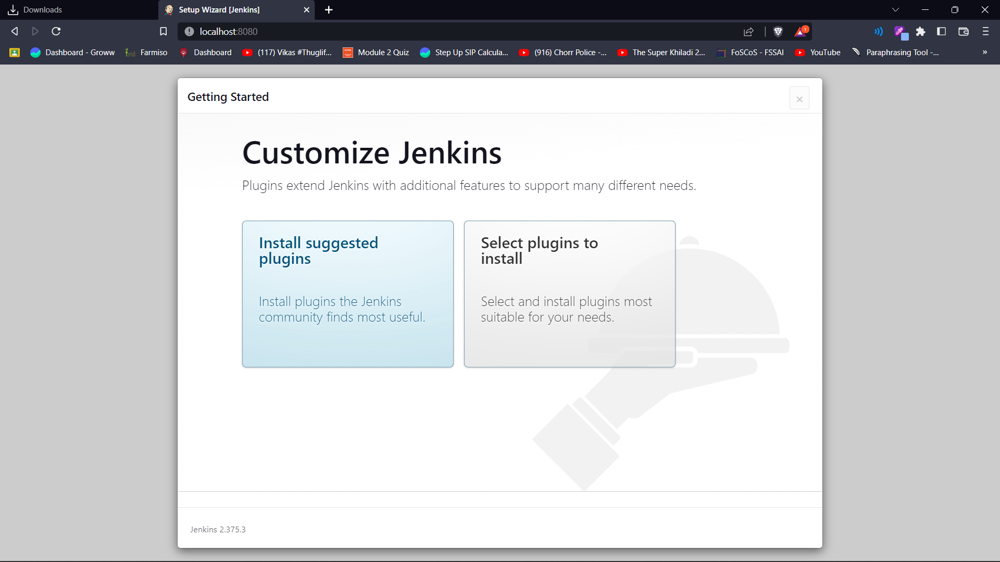 Downloads
Setup Wizard [Jenkins]
localhost:8080
1
Dashboard - Groww
Farmiso
Dashboard
(117) Vikas #Thuglif...
Module 2 Quiz
Step Up SIP Calcula...
(916) Chorr Police -...
The Super Khiladi 2...
FoSCoS - FSSAI
YouTube
Paraphrasing Tool -...
»
Getting Started
×
Customize Jenkins
Plugins extend Jenkins with additional features to support many different needs.
Install suggested
plugins
Install plugins the Jenkins
community finds most useful.
Select plugins to
install
Select and install plugins most
suitable for your needs.
Jenkins 2.375.3